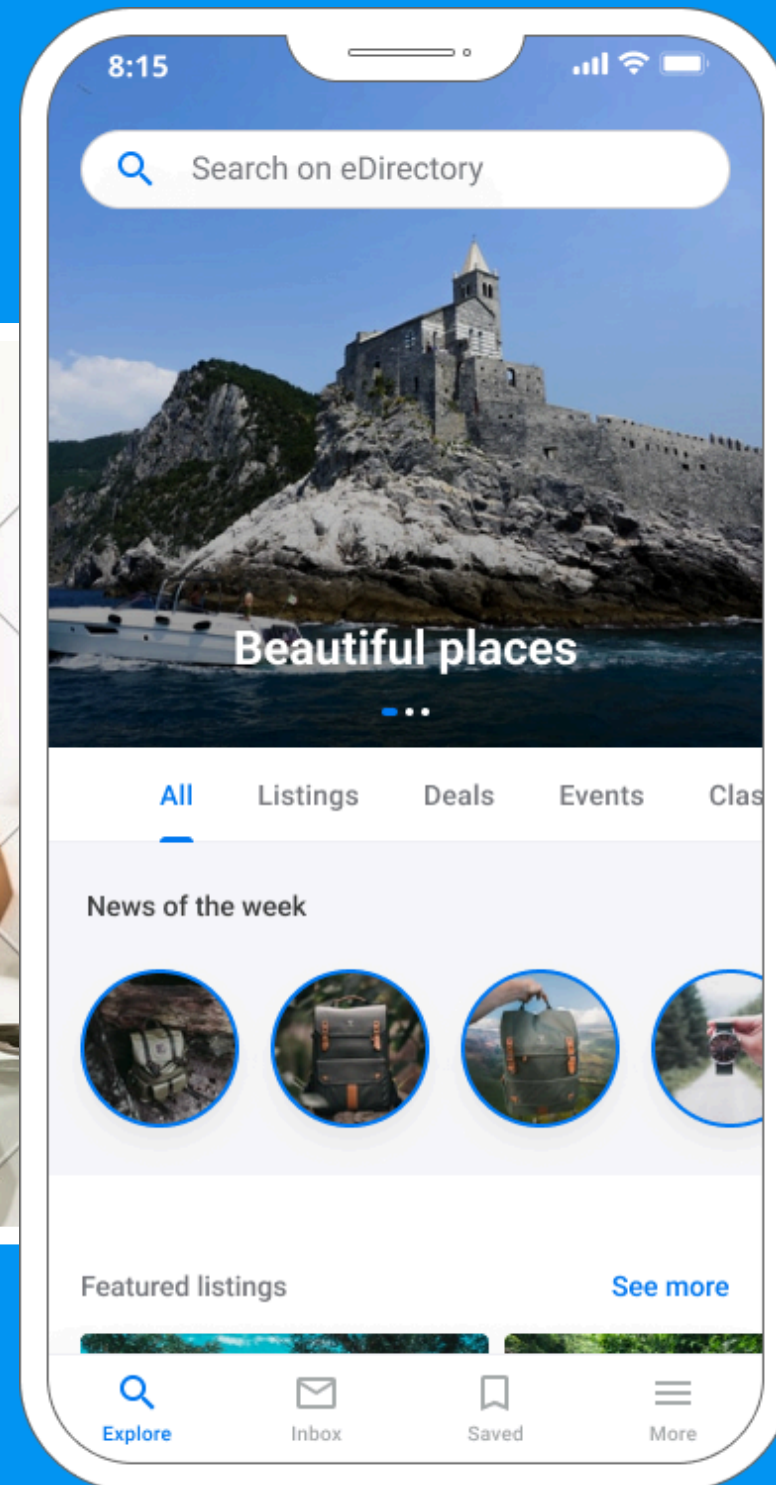 8:15
Search on eDirectory
Beautiful places
All Listings Deals Events Clas
News of the week
Featured listings See more
Explore Inbox Saved More